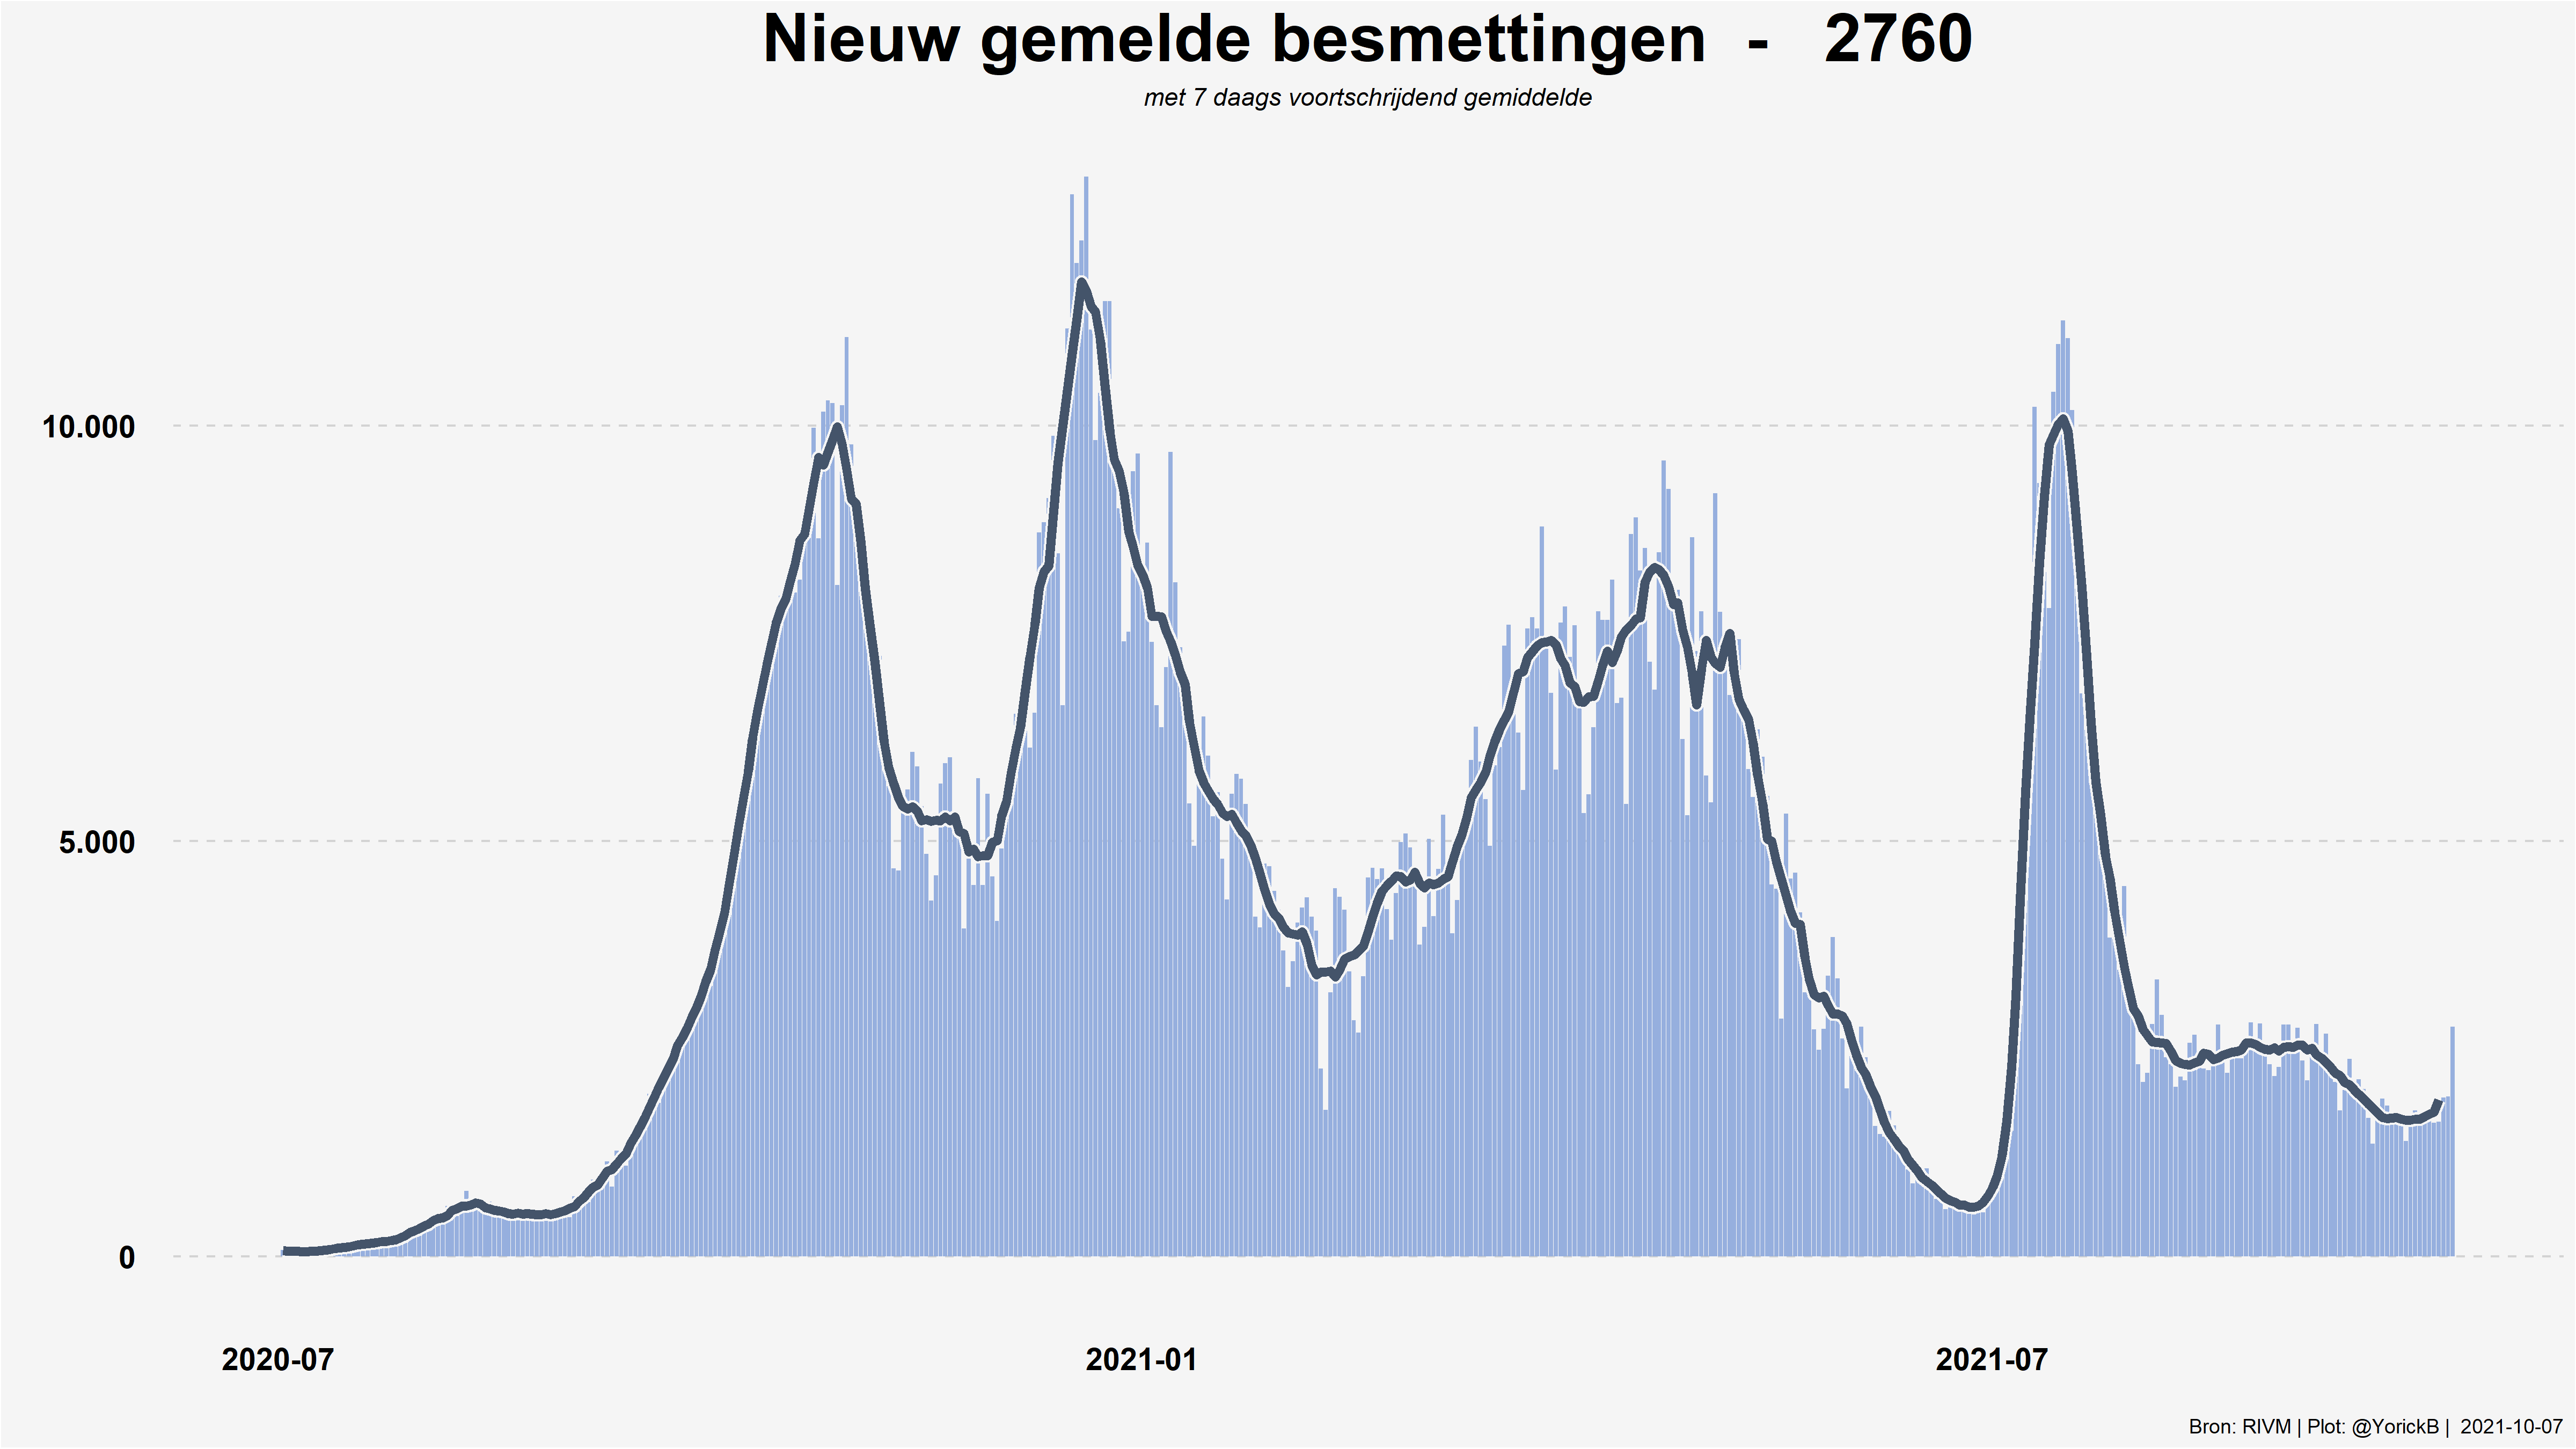 Nieuw gemelde besmettingen - 2760
met 7 daags voortschrijdend gemiddelde
10.000
5.000
0
2020-07
2021-01
2021-07
Bron: RIVM | Plot: @YorickB | 2021-10-07